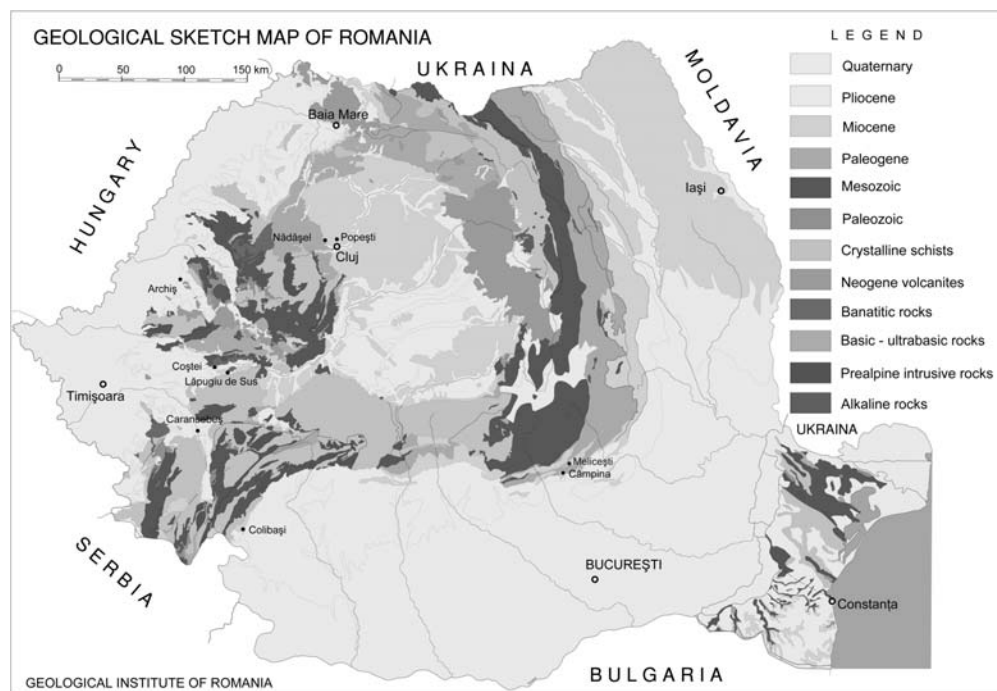 GEOLOGICAL SKETCH MAP OF ROMANIA
0 50 100 150 km
UKRAINA
MOLDAVIA
HUNGARY
Baia Mare
Iaşi
Nădăşel
Popeşti
Cluj
Archiş
Coştei
Lăpugiu de Sus
Timişoara
Caransebeş
Meliceşti
Câmpina
Colibaşi
SERBIA
BUCUREŞTI
Constanţa
BULGARIA
UKRAINA
GEOLOGICAL INSTITUTE OF ROMANIA
LEGEND
Quaternary
Pliocene
Miocene
Paleogene
Mesozoic
Paleozoic
Crystalline schists
Neogene volcanites
Banatitic rocks
Basic - ultrabasic rocks
Prealpine intrusive rocks
Alkaline rocks